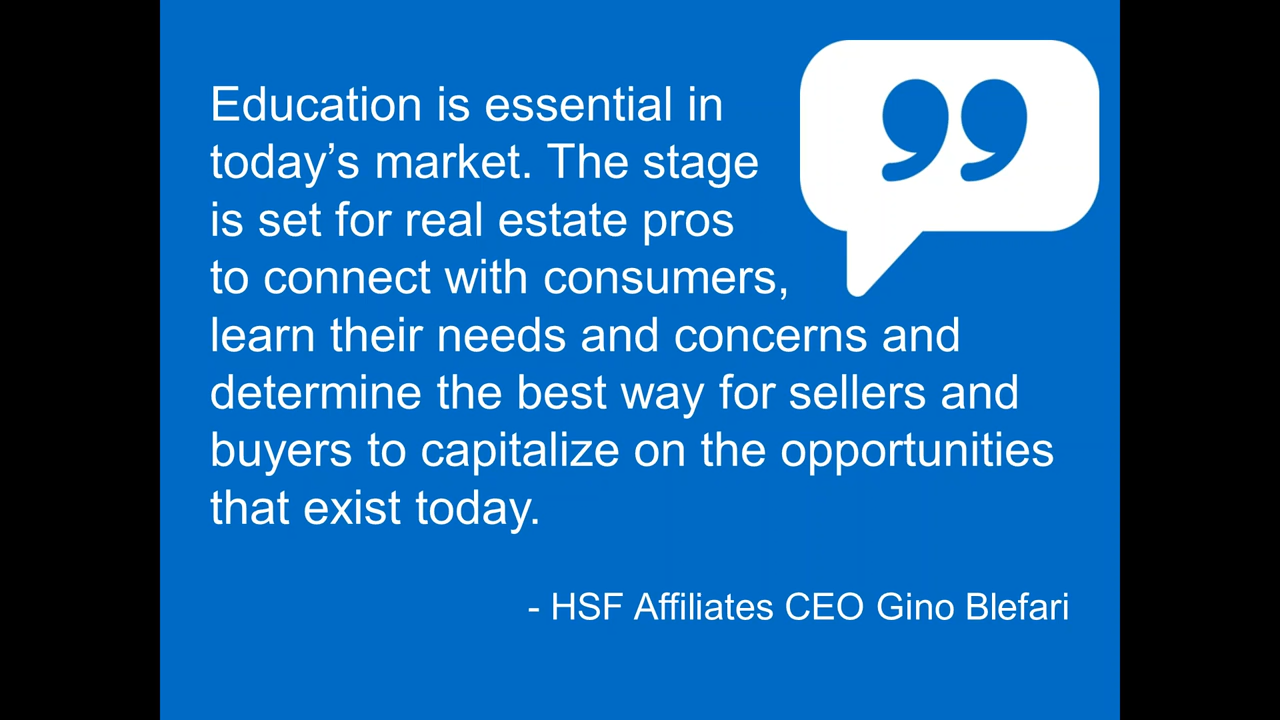 Education is essential in
today’s market. The stage
is set for real estate pros
to connect with consumers,
learn their needs and concerns and
determine the best way for sellers and
buyers to capitalize on the opportunities
that exist today.
- HSF Affiliates CEO Gino Blefari